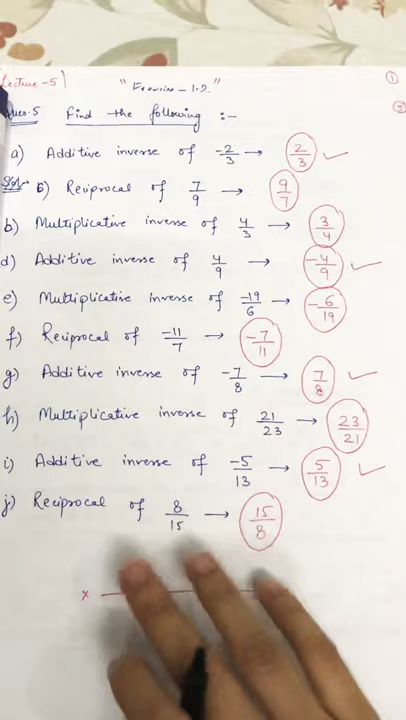 Lecture-5 "Exercise-1.2" ①
Ques.5 Find the following :-
a) Additive inverse of -2/3 → 2/3 ✓
Sol: b) Reciprocal of 7/9 → 9/7
b) Multiplicative inverse of 4/3 → 3/4
d) Additive inverse of 4/9 → -4/9 ✓
e) Multiplicative inverse of -19/6 → -6/19
f) Reciprocal of -11/7 → -7/11
g) Additive inverse of -7/8 → 7/8 ✓
h) Multiplicative inverse of 21/23 → 23/21
i) Additive inverse of -5/13 → 5/13 ✓
j) Reciprocal of 8/15 → 15/8
x